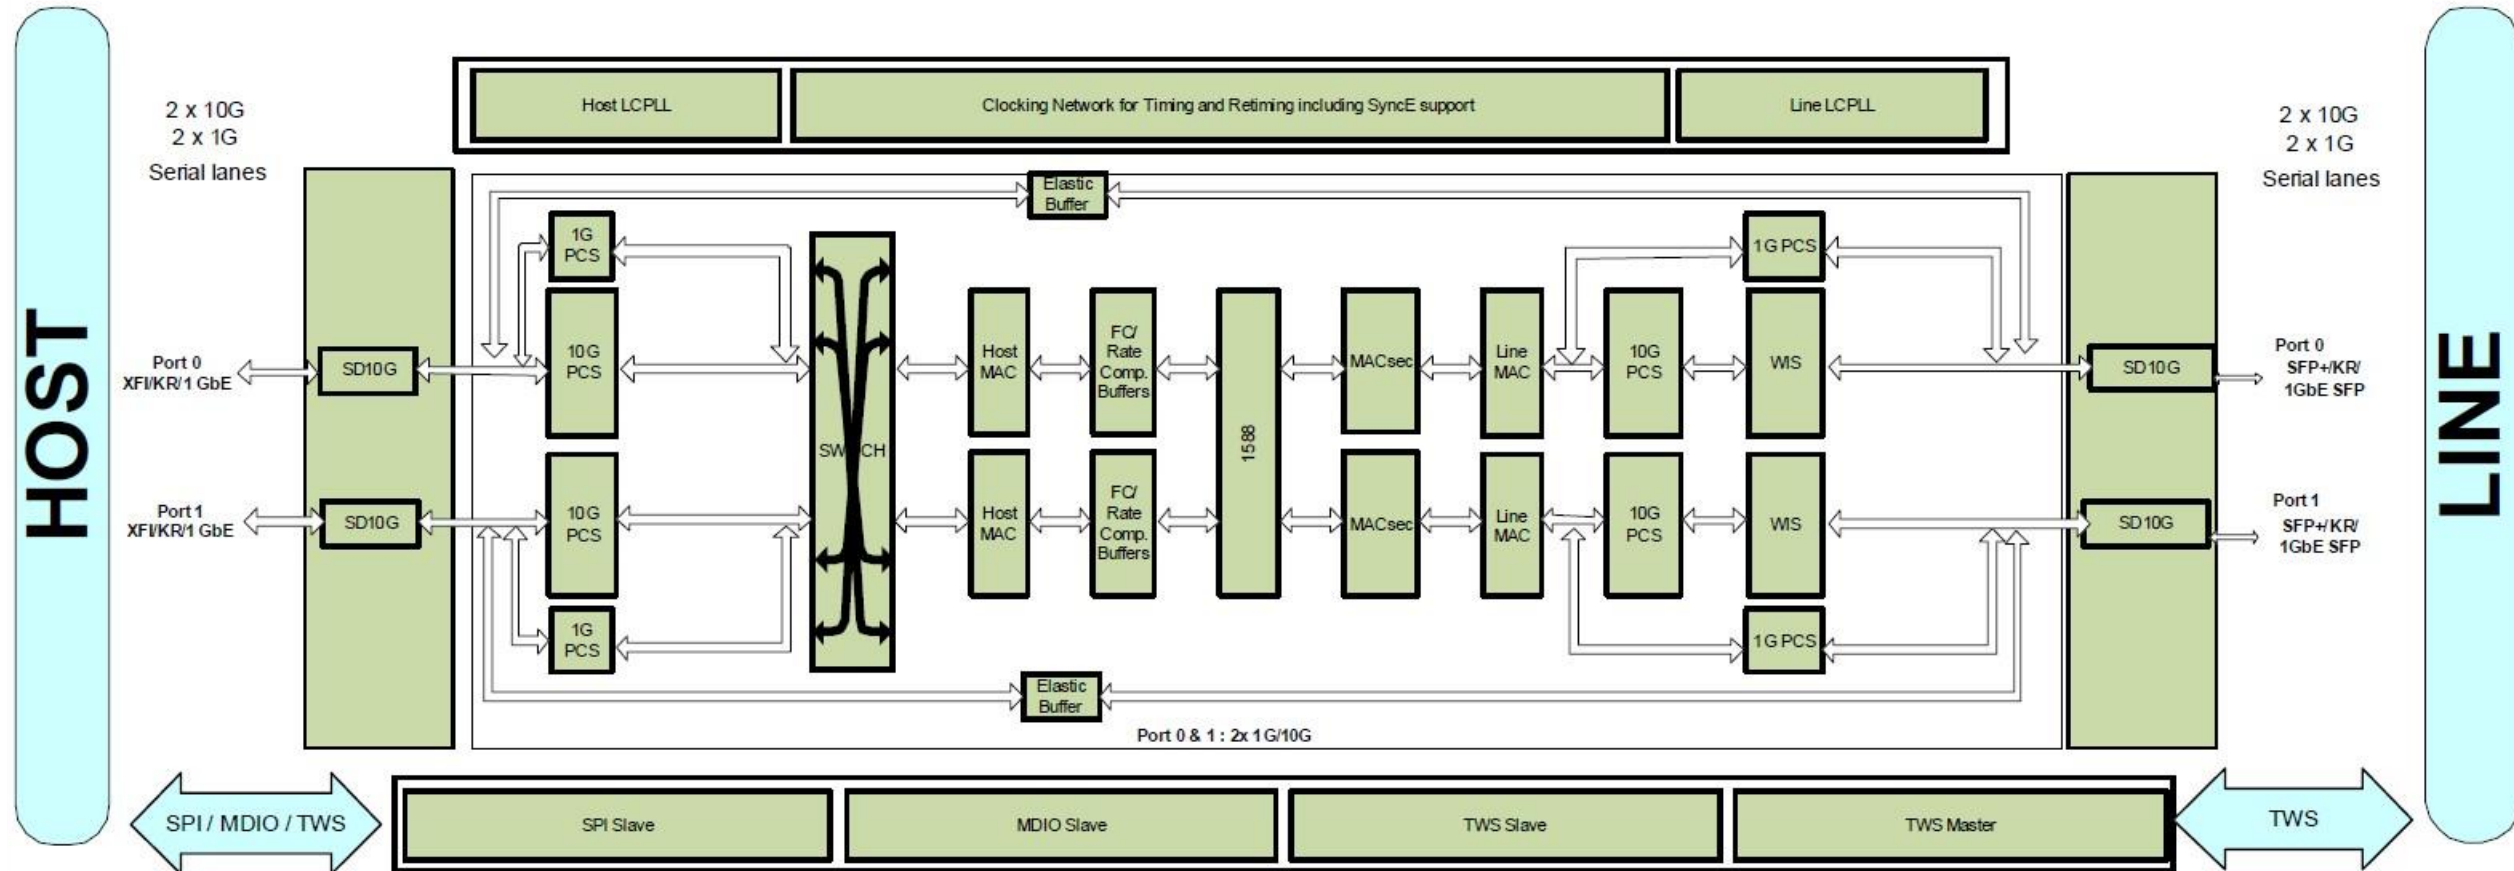 HOST
LINE
2 x 10G
2 x 1G
Serial lanes
Host LCPLL
Clocking Network for Timing and Retiming including SyncE support
Line LCPLL
2 x 10G
2 x 1G
Serial lanes
Elastic
Buffer
1G
PCS
1G PCS
Port 0
XFI/KR/1 GbE
SD10G
10G
PCS
SWITCH
Host
MAC
FC/
Rate
Comp.
Buffers
1588
MACsec
Line
MAC
10G
PCS
WIS
SD10G
Port 0
SFP+/KR/
1GbE SFP
Port 1
XFI/KR/1 GbE
SD10G
10G
PCS
Host
MAC
FC/
Rate
Comp.
Buffers
MACsec
Line
MAC
10G
PCS
WIS
SD10G
Port 1
SFP+/KR/
1GbE SFP
1G
PCS
1G PCS
Elastic
Buffer
Port 0 & 1 : 2x 1G/10G
SPI / MDIO / TWS
SPI Slave
MDIO Slave
TWS Slave
TWS Master
TWS